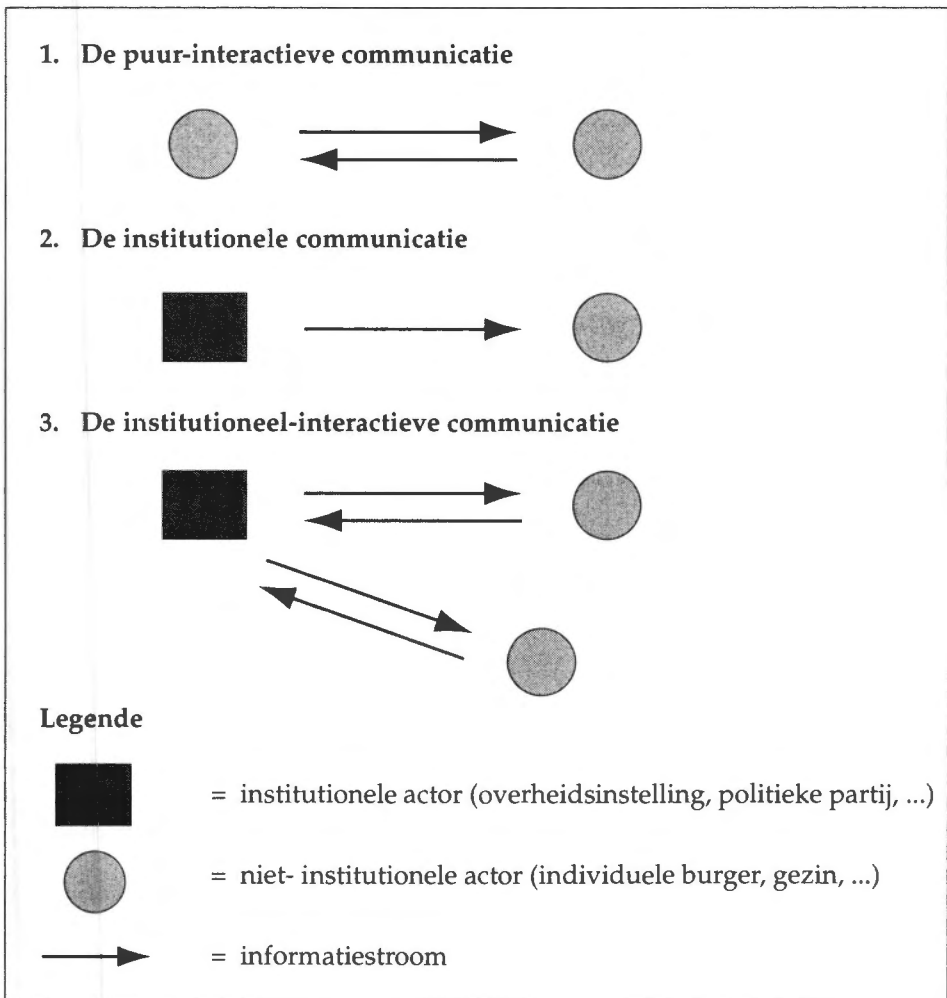 1. De puur-interactieve communicatie
2. De institutionele communicatie
3. De institutioneel-interactieve communicatie
Legende
= institutionele actor (overheidsinstelling, politieke partij, ...)
= niet- institutionele actor (individuele burger, gezin, ...)
= informatiestroom